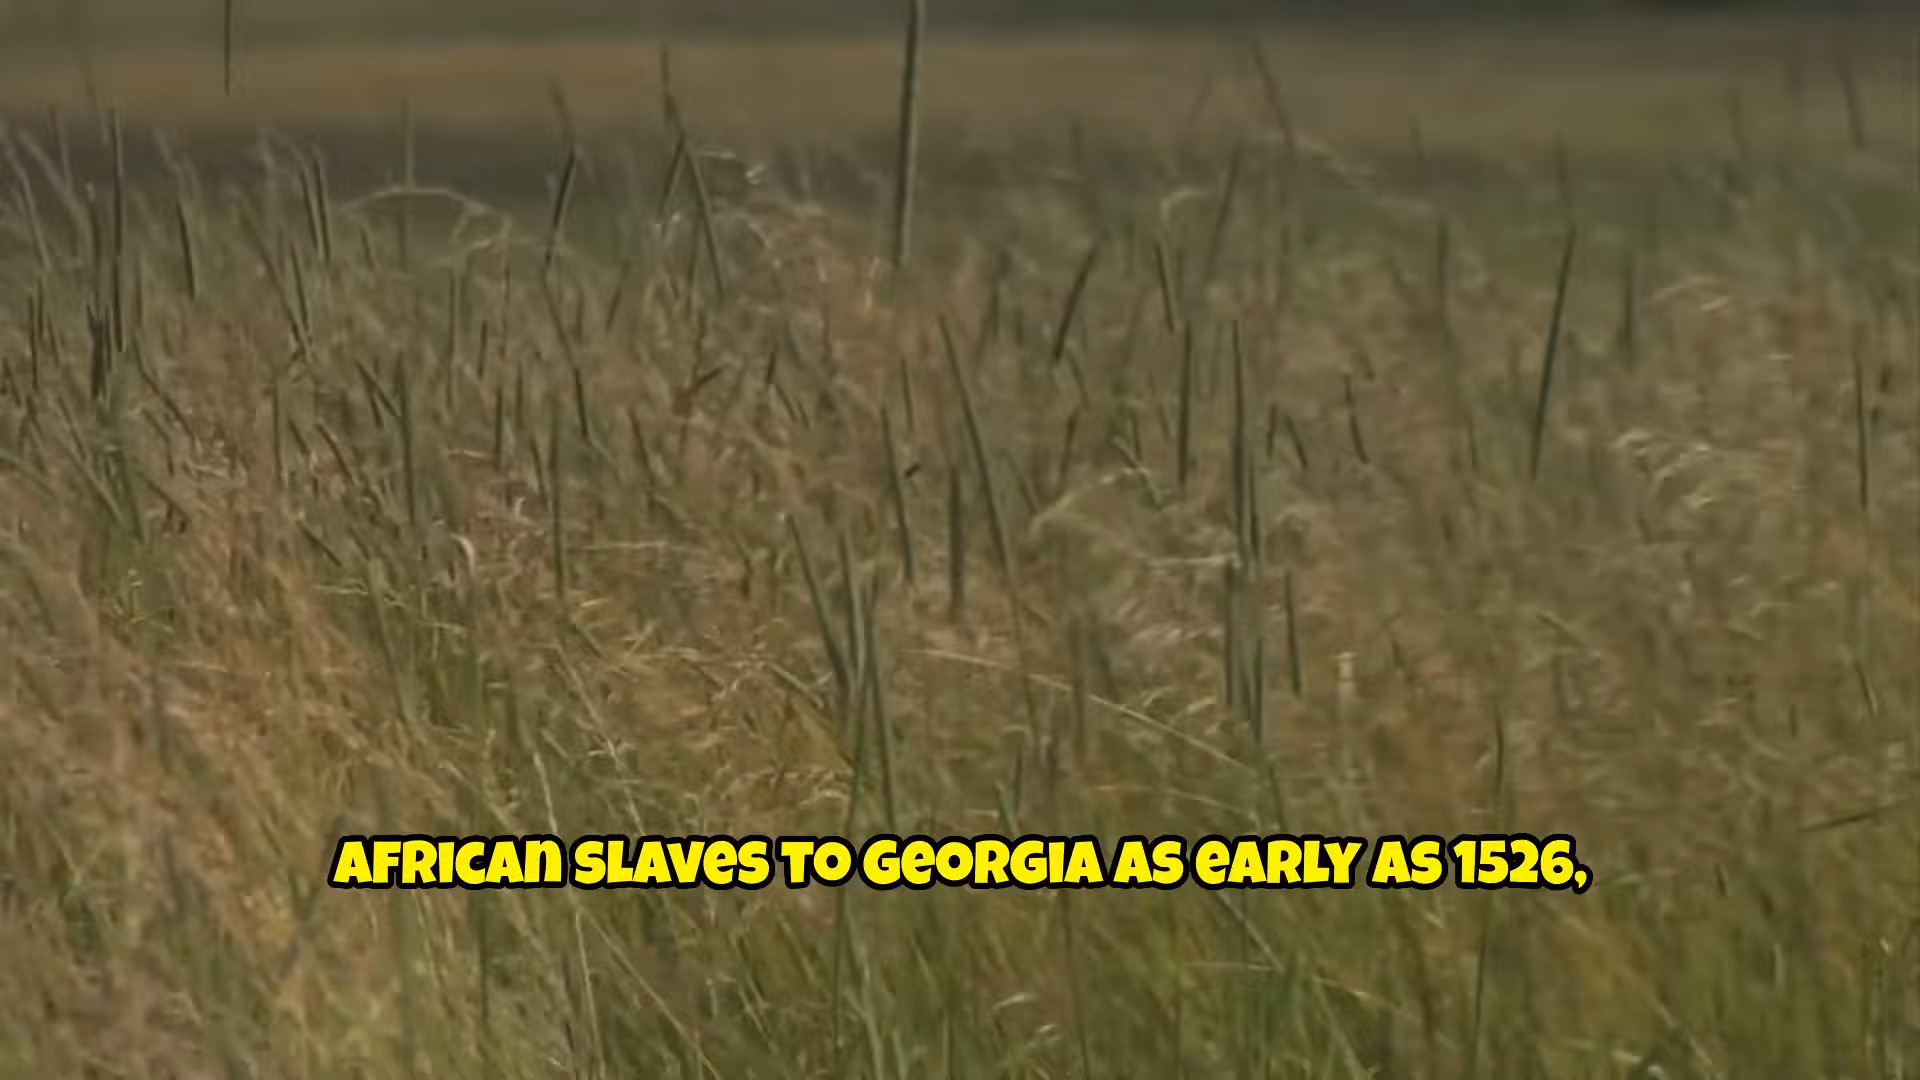 AFRICAN SLAVES TO GEORGIA AS EARLY AS 1526,